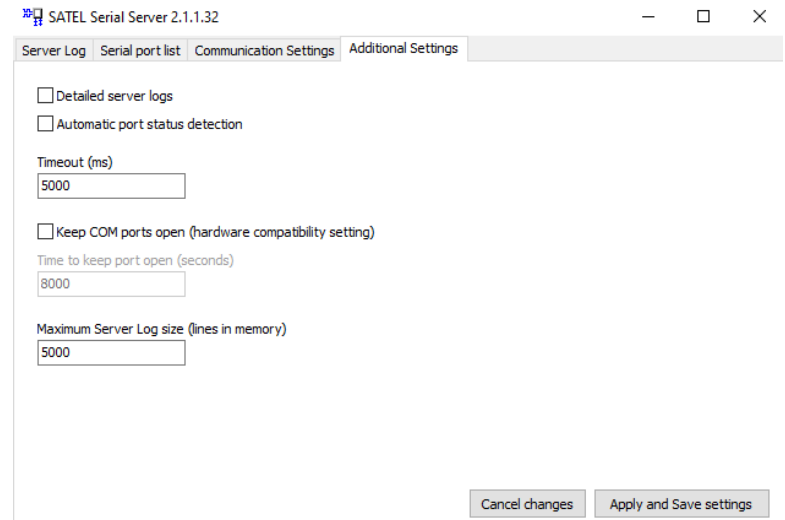 SATEL Serial Server 2.1.1.32
Server Log Serial port list Communication Settings Additional Settings
Detailed server logs
Automatic port status detection
Timeout (ms)
5000
Keep COM ports open (hardware compatibility setting)
Time to keep port open (seconds)
8000
Maximum Server Log size (lines in memory)
5000
Cancel changes Apply and Save settings